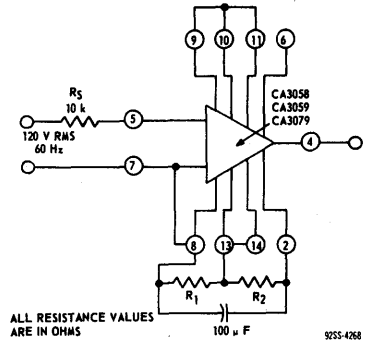 9 10 11 6
CA3058
CA3059
CA3079
RS
10 k
5
120 V RMS
60 Hz
4
7
8 13 14 2
R1 R2
100 μ F
ALL RESISTANCE VALUES
ARE IN OHMS
92SS-4268